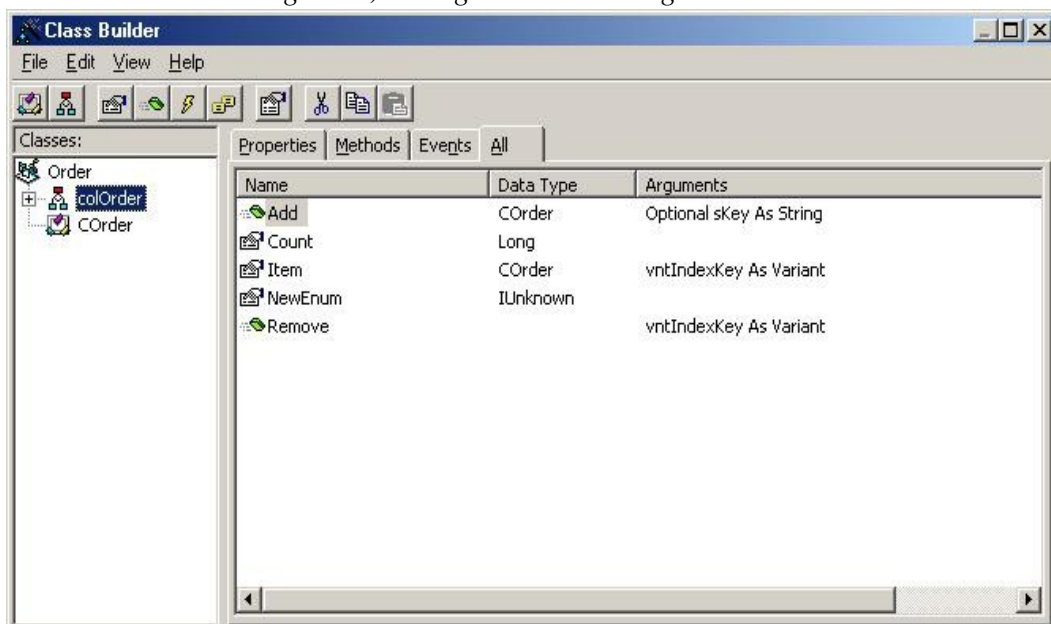 Class Builder
File Edit View Help
Classes:
Properties Methods Events All
Order
colOrder
COrder
Name Data Type Arguments
Add COrder Optional sKey As String
Count Long
Item COrder vntIndexKey As Variant
NewEnum IUnknown
Remove vntIndexKey As Variant